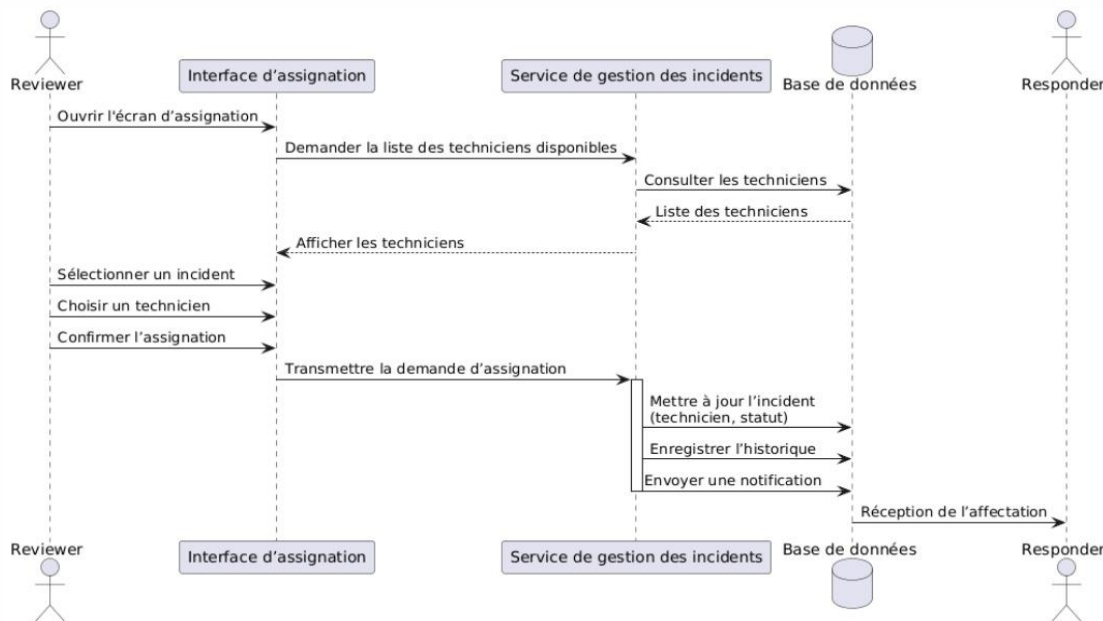 Reviewer
Interface d’assignation
Service de gestion des incidents
Base de données
Responder
Ouvrir l'écran d’assignation
Demander la liste des techniciens disponibles
Consulter les techniciens
Liste des techniciens
Afficher les techniciens
Sélectionner un incident
Choisir un technicien
Confirmer l’assignation
Transmettre la demande d’assignation
Mettre à jour l’incident
(technicien, statut)
Enregistrer l’historique
Envoyer une notification
Réception de l’affectation
Reviewer
Interface d’assignation
Service de gestion des incidents
Base de données
Responder